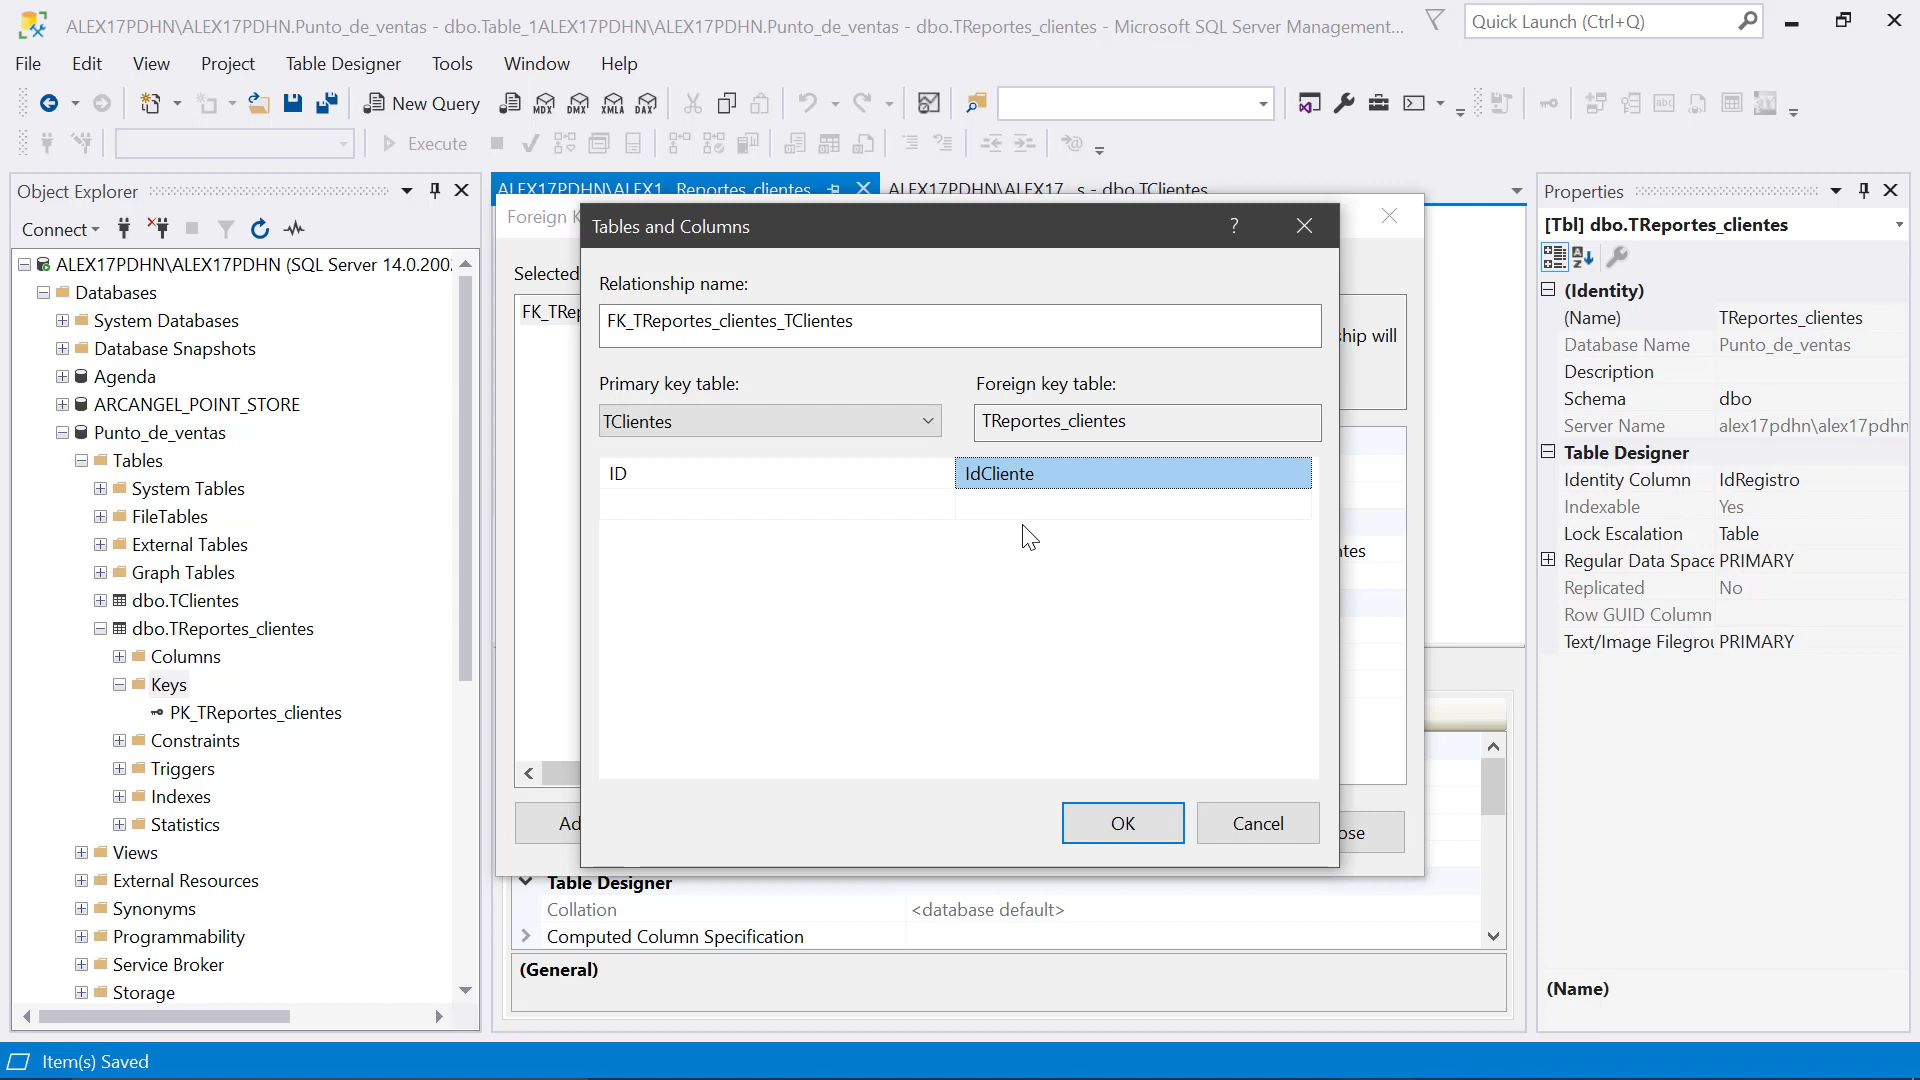 ALEX17PDHN\ALEX17PDHN.Punto_de_ventas - dbo.Table_1ALEX17PDHN\ALEX17PDHN.Punto_de_ventas - dbo.TReportes_clientes - Microsoft SQL Server Management...
Quick Launch (Ctrl+Q)
File Edit View Project Table Designer Tools Window Help
New Query MDX DMX XMLA DAX
abc
Execute
Object Explorer
Connect
ALEX17PDHN\ALEX17PDHN (SQL Server 14.0.200
Databases
System Databases
Database Snapshots
Agenda
ARCANGEL_POINT_STORE
Punto_de_ventas
Tables
System Tables
FileTables
External Tables
Graph Tables
dbo.TClientes
dbo.TReportes_clientes
Columns
Keys
PK_TReportes_clientes
Constraints
Triggers
Indexes
Statistics
Views
External Resources
Synonyms
Programmability
Service Broker
Storage
ALEX17PDHN\ALEX1...Reportes_clientes
ALEX17PDHN\ALEX17...s - dbo.TClientes
Foreign K
Selected
FK_TRep
ship will
ntes
Ad
ose
Tables and Columns
?
Relationship name:
FK_TReportes_clientes_TClientes
Primary key table:
Foreign key table:
TClientes
TReportes_clientes
ID
IdCliente
OK
Cancel
Table Designer
Collation <database default>
Computed Column Specification
(General)
Properties
[Tbl] dbo.TReportes_clientes
A Z
(Identity)
(Name) TReportes_clientes
Database Name Punto_de_ventas
Description
Schema dbo
Server Name alex17pdhn\alex17pdhn
Table Designer
Identity Column IdRegistro
Indexable Yes
Lock Escalation Table
Regular Data Space PRIMARY
Replicated No
Row GUID Column
Text/Image Filegrou PRIMARY
(Name)
Item(s) Saved